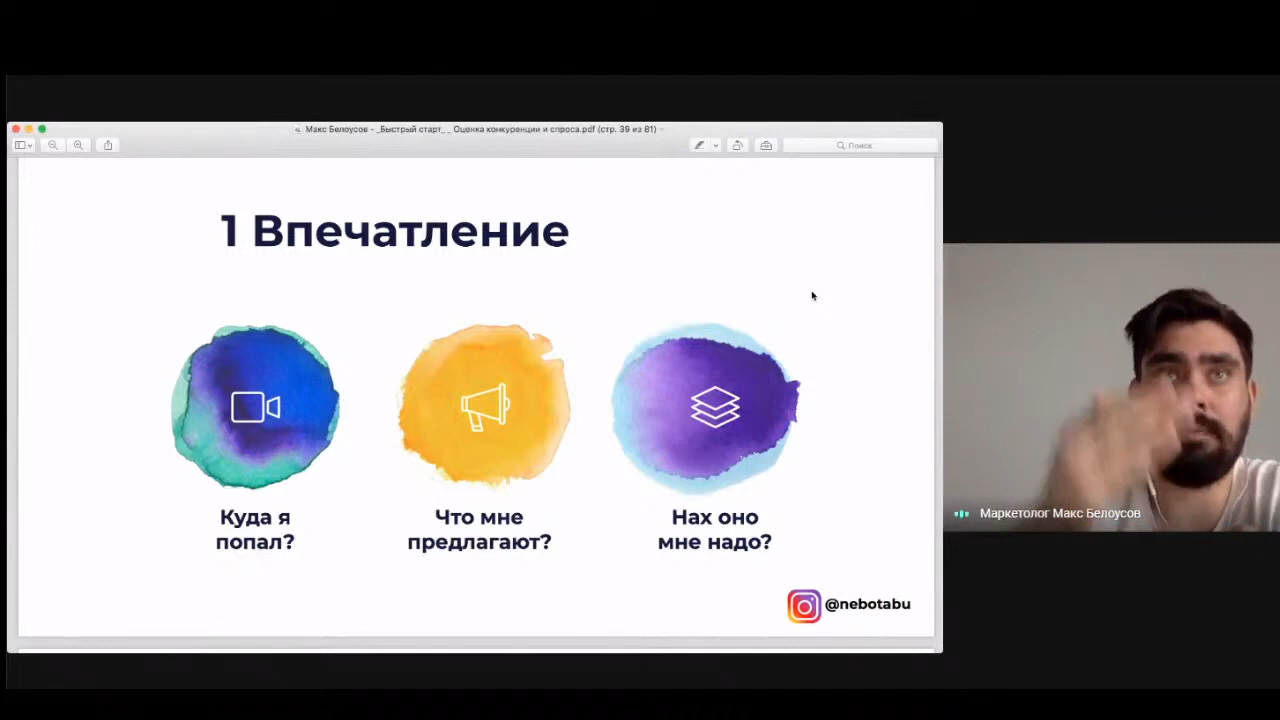 Макс Белоусов - _Быстрый старт_ _ Оценка конкуренции и спроса.pdf (стр. 39 из 81)
Поиск
1 Впечатление
Куда я
попал?
Что мне
предлагают?
Нах оно
мне надо?
@nebotabu
Маркетолог Макс Белоусов